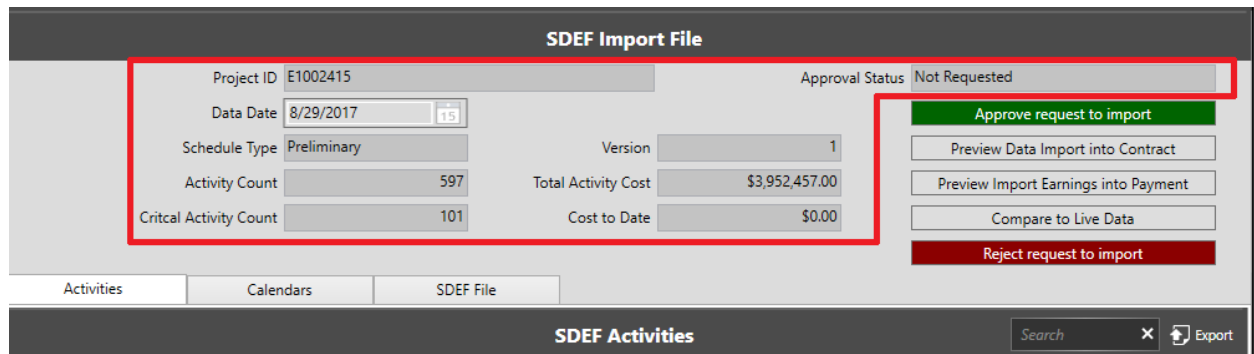 SDEF Import File
Project ID E1002415 Approval Status Not Requested
Data Date 8/29/2017 15 Approve request to import
Schedule Type Preliminary Version 1 Preview Data Import into Contract
Activity Count 597 Total Activity Cost $3,952,457.00 Preview Import Earnings into Payment
Critcal Activity Count 101 Cost to Date $0.00 Compare to Live Data
Reject request to import
Activities Calendars SDEF File
SDEF Activities Search × Export